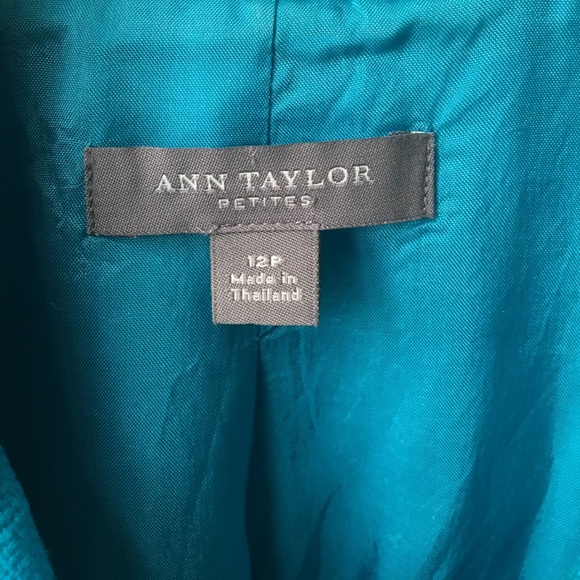 ANN TAYLOR
PETITES
12P
Made in
Thailand